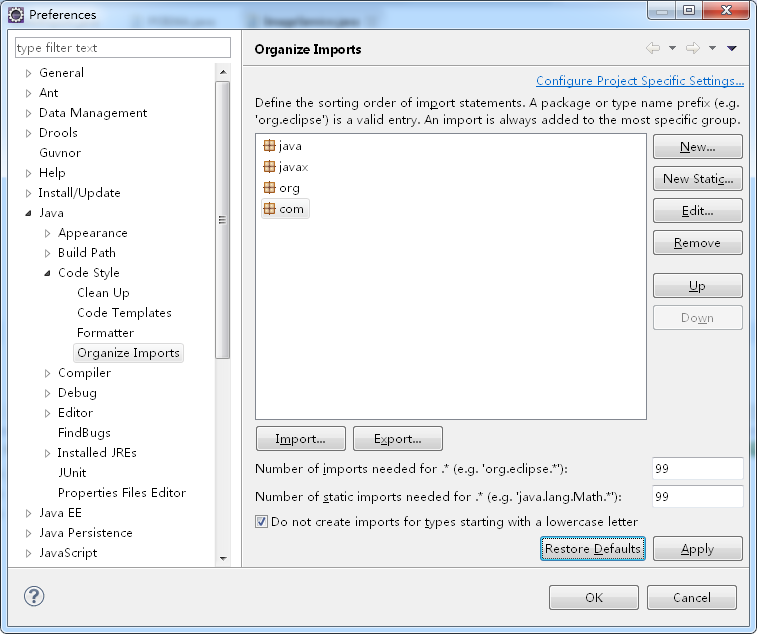 Preferences
type filter text
General
Ant
Data Management
Drools
Guvnor
Help
Install/Update
Java
Appearance
Build Path
Code Style
Clean Up
Code Templates
Formatter
Organize Imports
Compiler
Debug
Editor
FindBugs
Installed JREs
JUnit
Properties Files Editor
Java EE
Java Persistence
JavaScript
Organize Imports
Configure Project Specific Settings...
Define the sorting order of import statements. A package or type name prefix (e.g.
'org.eclipse') is a valid entry. An import is always added to the most specific group.
java
javax
org
com
New...
New Static...
Edit...
Remove
Up
Down
Import...
Export...
Number of imports needed for .* (e.g. 'org.eclipse.*'):
99
Number of static imports needed for .* (e.g. 'java.lang.Math.*'):
99
Do not create imports for types starting with a lowercase letter
Restore Defaults
Apply
?
OK
Cancel